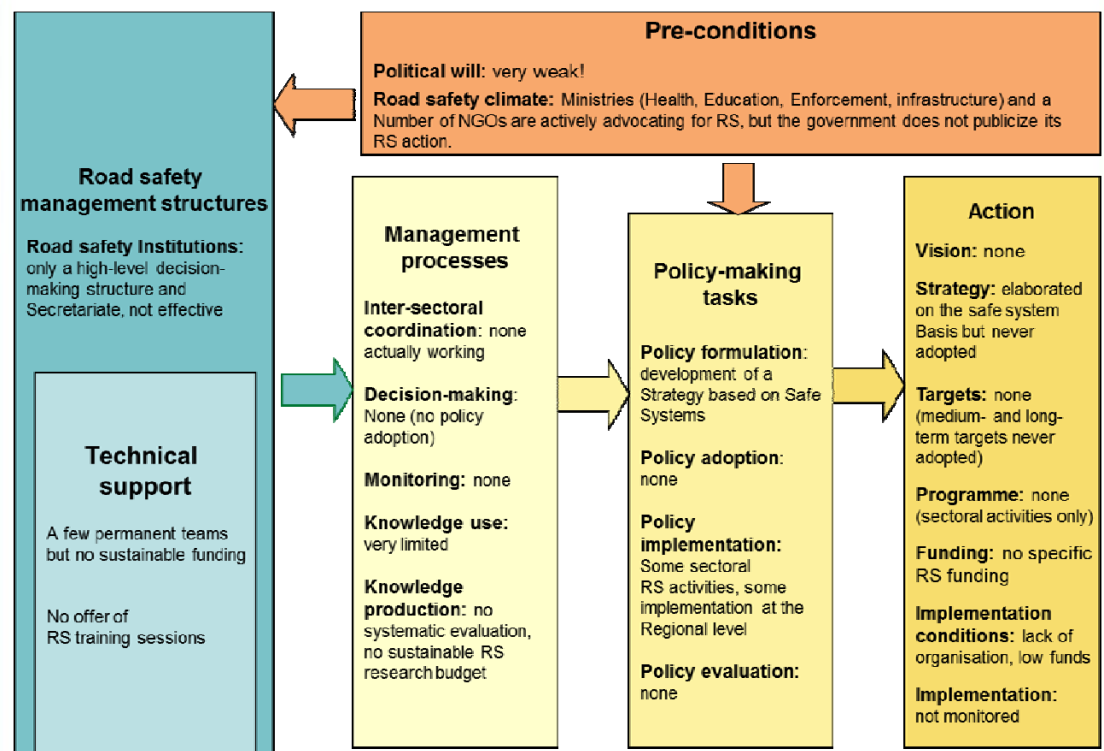 Pre-conditions
Political will: very weak!
Road safety climate: Ministries (Health, Education, Enforcement, infrastructure) and a
Number of NGOs are actively advocating for RS, but the government does not publicize its
RS action.
Road safety
management structures
Road safety Institutions:
only a high-level decision-
making structure and
Secretariate, not effective
Technical
support
A few permanent teams
but no sustainable funding
No offer of
RS training sessions
Management
processes
Inter-sectoral
coordination: none
actually working
Decision-making:
None (no policy
adoption)
Monitoring: none
Knowledge use:
very limited
Knowledge
production: no
systematic evaluation,
no sustainable RS
research budget
Policy-making
tasks
Policy formulation:
development of a
Strategy based on Safe
Systems
Policy adoption:
none
Policy
implementation:
Some sectoral
RS activities, some
implementation at the
Regional level
Policy evaluation:
none
Action
Vision: none
Strategy: elaborated
on the safe system
Basis but never
adopted
Targets: none
(medium- and long-
term targets never
adopted)
Programme: none
(sectoral activities only)
Funding: no specific
RS funding
Implementation
conditions: lack of
organisation, low funds
Implementation:
not monitored